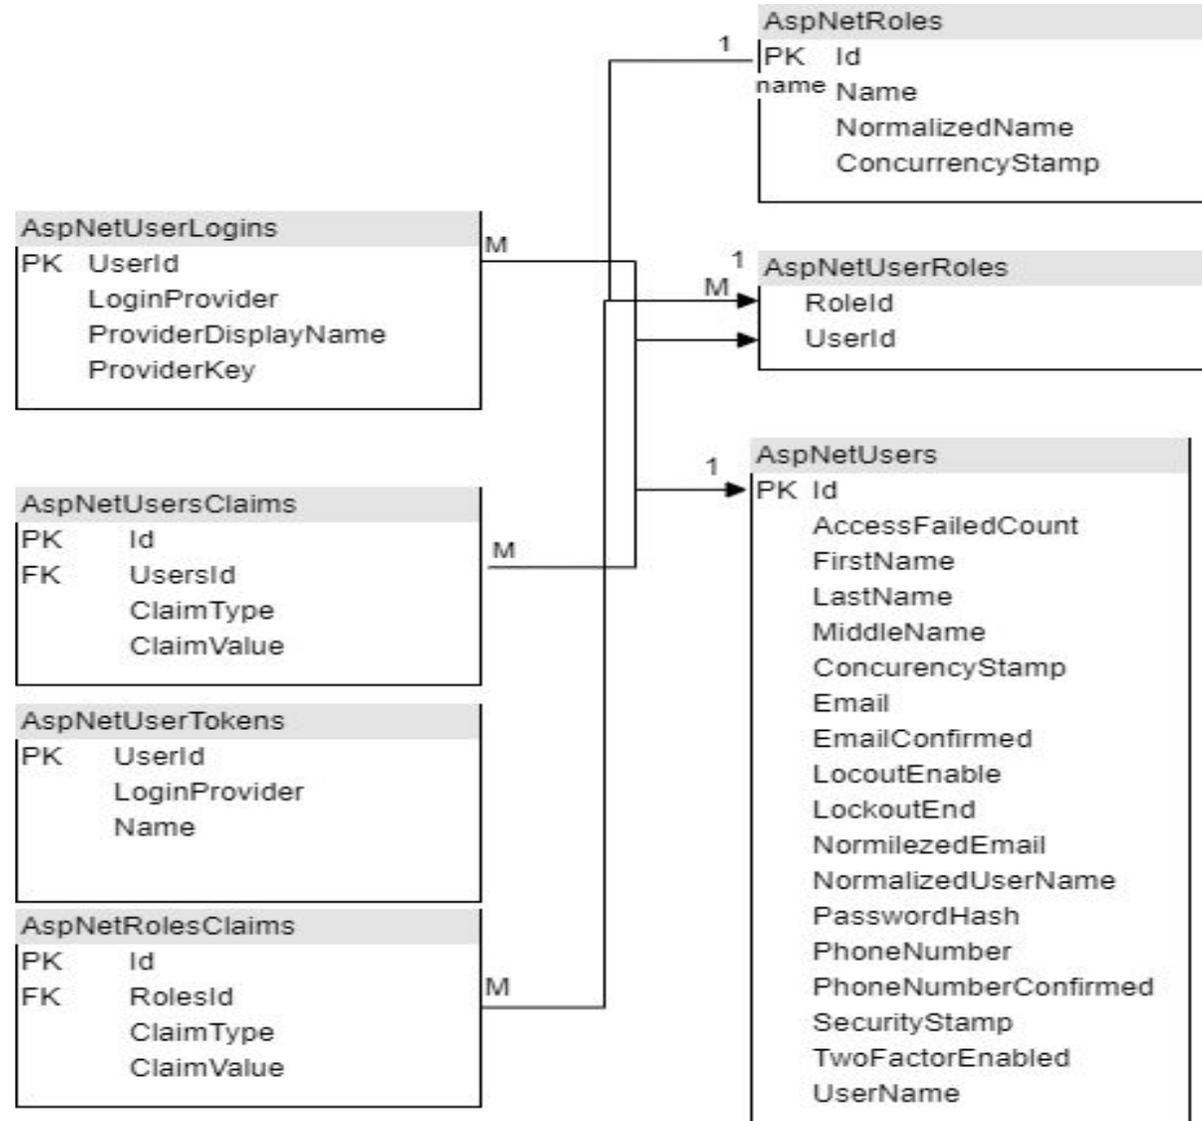 AspNetRoles
1
PK Id
name Name
NormalizedName
ConcurrencyStamp
AspNetUserLogins
M
PK UserId
LoginProvider
ProviderDisplayName
ProviderKey
1
AspNetUserRoles
M
RoleId
UserId
AspNetUsersClaims
PK Id
M
FK UsersId
ClaimType
ClaimValue
AspNetUserTokens
PK UserId
LoginProvider
Name
AspNetRolesClaims
PK Id
M
FK RolesId
ClaimType
ClaimValue
AspNetUsers
1
PK Id
AccessFailedCount
FirstName
LastName
MiddleName
ConcurencyStamp
Email
EmailConfirmed
LocoutEnable
LockoutEnd
NormilezedEmail
NormalizedUserName
PasswordHash
PhoneNumber
PhoneNumberConfirmed
SecurityStamp
TwoFactorEnabled
UserName